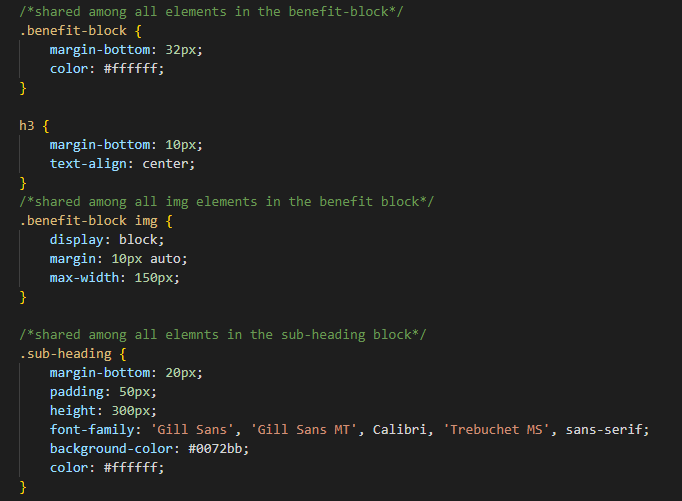 /*shared among all elements in the benefit-block*/
.benefit-block {
    margin-bottom: 32px;
    color: #ffffff;
}

h3 {
    margin-bottom: 10px;
    text-align: center;
}
/*shared among all img elements in the benefit block*/
.benefit-block img {
    display: block;
    margin: 10px auto;
    max-width: 150px;
}

/*shared among all elemnts in the sub-heading block*/
.sub-heading {
    margin-bottom: 20px;
    padding: 50px;
    height: 300px;
    font-family: 'Gill Sans', 'Gill Sans MT', Calibri, 'Trebuchet MS', sans-serif;
    background-color: #0072bb;
    color: #ffffff;
}